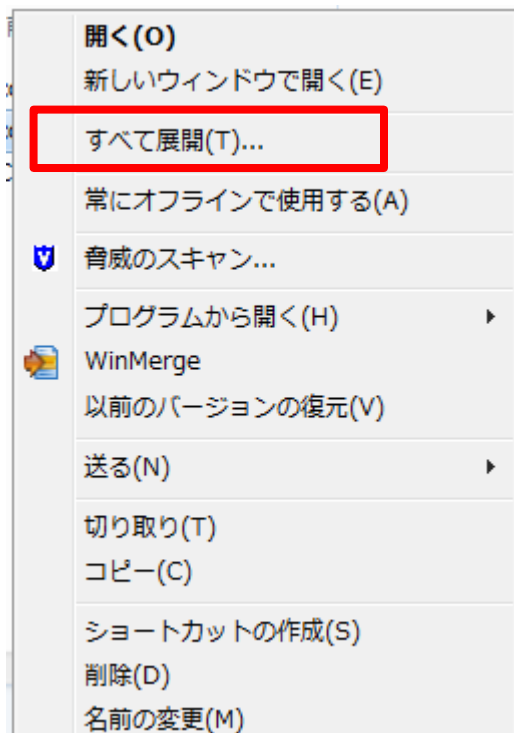 開く(O)
新しいウィンドウで開く(E)
すべて展開(T)...
常にオフラインで使用する(A)
脅威のスキャン...
プログラムから開く(H)
WinMerge
以前のバージョンの復元(V)
送る(N)
切り取り(T)
コピー(C)
ショートカットの作成(S)
削除(D)
名前の変更(M)